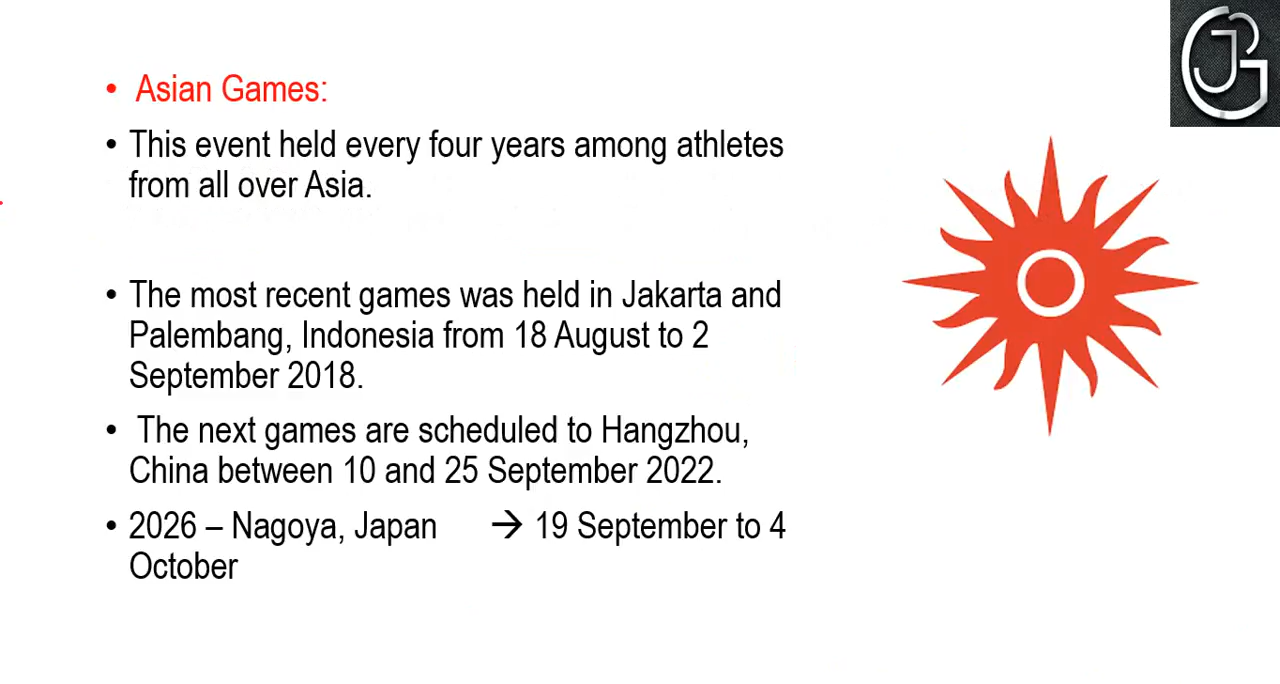 • Asian Games:
• This event held every four years among athletes
from all over Asia.
• The most recent games was held in Jakarta and
Palembang, Indonesia from 18 August to 2
September 2018.
• The next games are scheduled to Hangzhou,
China between 10 and 25 September 2022.
• 2026 – Nagoya, Japan → 19 September to 4
October